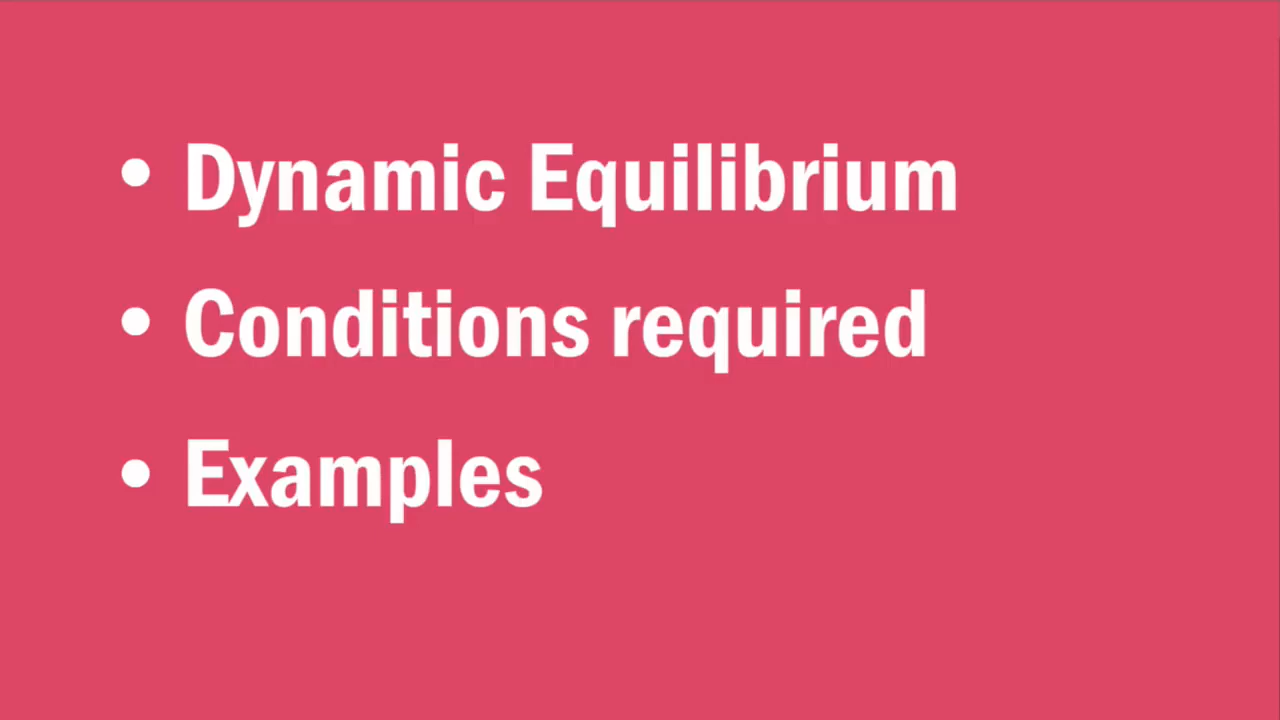 • Dynamic Equilibrium
• Conditions required
• Examples